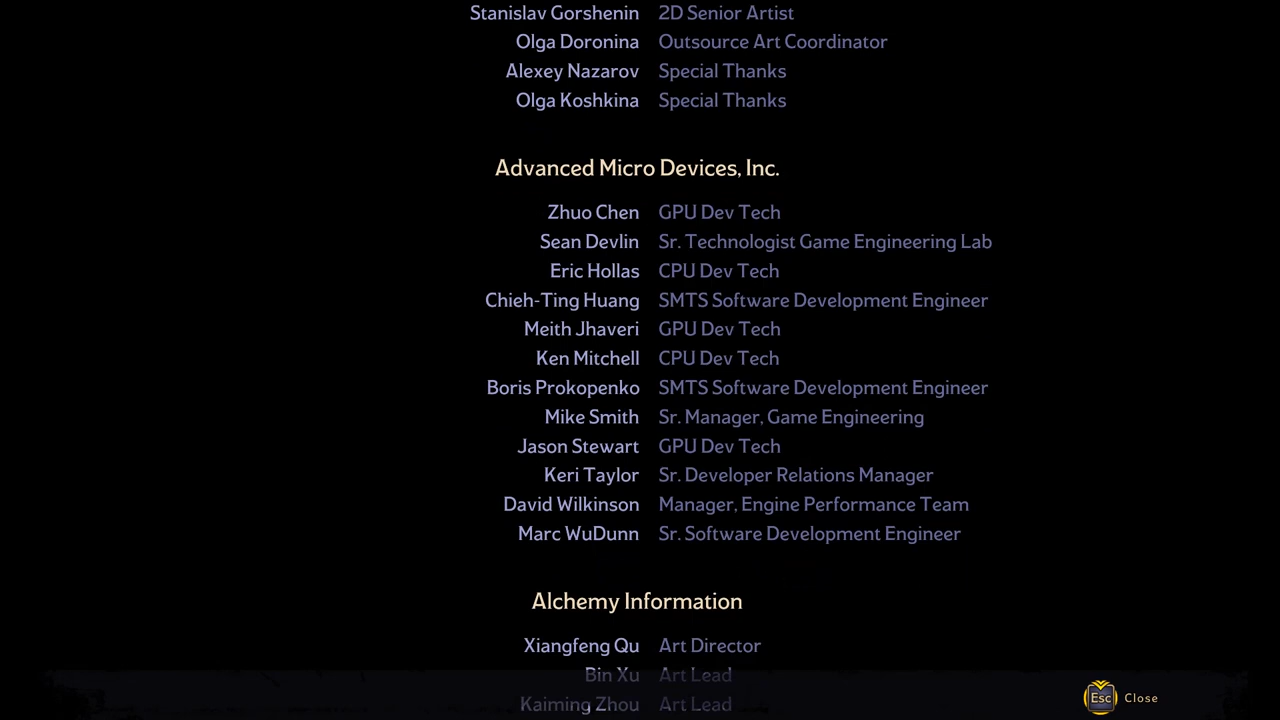 Stanislav Gorshenin 2D Senior Artist
Olga Doronina Outsource Art Coordinator
Alexey Nazarov Special Thanks
Olga Koshkina Special Thanks
Advanced Micro Devices, Inc.
Zhuo Chen GPU Dev Tech
Sean Devlin Sr. Technologist Game Engineering Lab
Eric Hollas CPU Dev Tech
Chieh-Ting Huang SMTS Software Development Engineer
Meith Jhaveri GPU Dev Tech
Ken Mitchell CPU Dev Tech
Boris Prokopenko SMTS Software Development Engineer
Mike Smith Sr. Manager, Game Engineering
Jason Stewart GPU Dev Tech
Keri Taylor Sr. Developer Relations Manager
David Wilkinson Manager, Engine Performance Team
Marc WuDunn Sr. Software Development Engineer
Alchemy Information
Xiangfeng Qu Art Director
Bin Xu Art Lead
Kaiming Zhou Art Lead
Esc Close